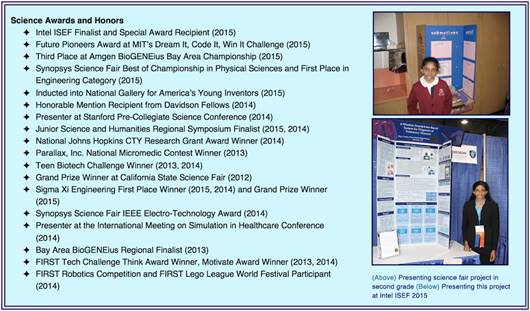 Science Awards and Honors
✦ Intel ISEF Finalist and Special Award Recipient (2015)
✦ Future Pioneers Award at MIT's Dream It, Code It, Win It Challenge (2015)
✦ Third Place at Amgen BioGENEius Bay Area Championship (2015)
✦ Synopsys Science Fair Best of Championship in Physical Sciences and First Place in
Engineering Category (2015)
✦ Inducted into National Gallery for America's Young Inventors (2015)
✦ Honorable Mention Recipient from Davidson Fellows (2014)
✦ Presenter at Stanford Pre-Collegiate Science Conference (2014)
✦ Junior Science and Humanities Regional Symposium Finalist (2015, 2014)
✦ National Johns Hopkins CTY Research Grant Award Winner (2014)
✦ Parallax, Inc. National Micromedic Contest Winner (2013)
✦ Teen Biotech Challenge Winner (2013, 2014)
✦ Grand Prize Winner at California State Science Fair (2012)
✦ Sigma Xi Engineering First Place Winner (2015, 2014) and Grand Prize Winner
(2015)
✦ Synopsys Science Fair IEEE Electro-Technology Award (2014)
✦ Presenter at the International Meeting on Simulation in Healthcare Conference
(2014)
✦ Bay Area BioGENEius Regional Finalist (2013)
✦ FIRST Tech Challenge Think Award Winner, Motivate Award Winner (2013, 2014)
✦ FIRST Robotics Competition and FIRST Lego League World Festival Participant
(2014)
(Above) Presenting science fair project in
second grade (Below) Presenting this project
at Intel ISEF 2015